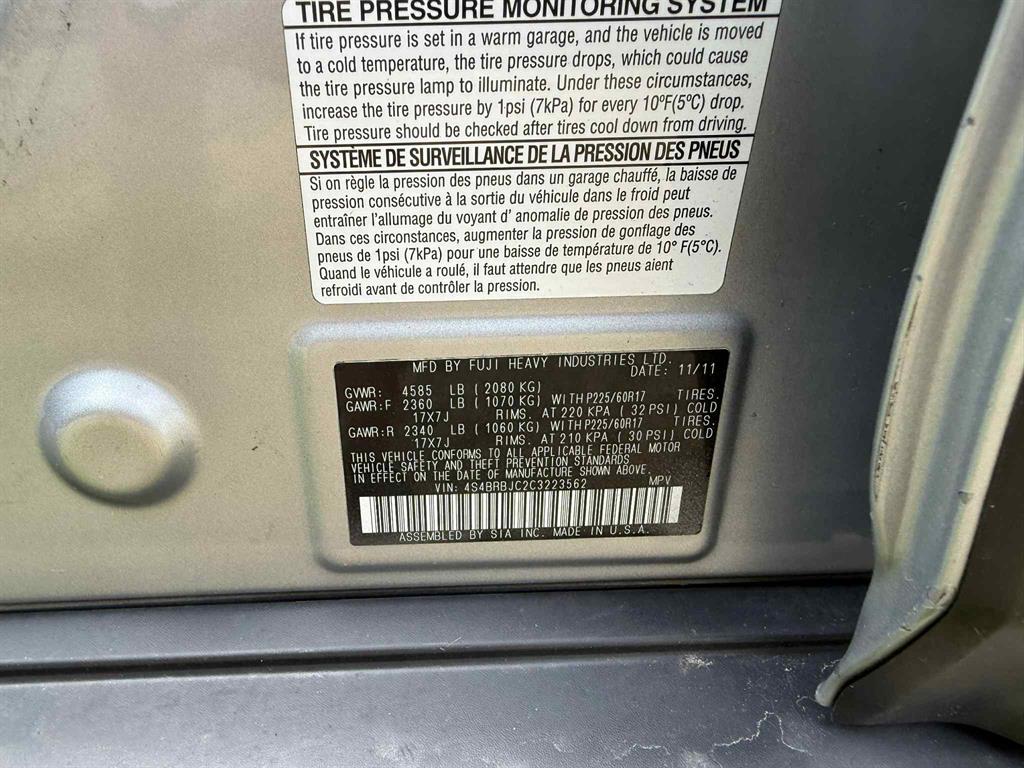 TIRE PRESSURE MONITORING SYSTEM
If tire pressure is set in a warm garage, and the vehicle is moved
to a cold temperature, the tire pressure drops, which could cause
the tire pressure lamp to illuminate. Under these circumstances,
increase the tire pressure by 1psi (7kPa) for every 10ºF(5ºC) drop.
Tire pressure should be checked after tires cool down from driving.
SYSTÈME DE SURVEILLANCE DE LA PRESSION DES PNEUS
Si on règle la pression des pneus dans un garage chauffé, la baisse de
pression consécutive à la sortie du véhicule dans le froid peut
entraîner l'allumage du voyant d' anomalie de pression des pneus.
Dans ces circonstances, augmenter la pression de gonflage des
pneus de 1psi (7kPa) pour une baisse de température de 10° F(5°C).
Quand le véhicule a roulé, il faut attendre que les pneus aient
refroidi avant de contrôler la pression.
MFD BY FUJI HEAVY INDUSTRIES LTD.
DATE: 11/11
GVWR: 4585 LB ( 2080 KG)
GAWR:F 2360 LB ( 1070 KG) WITH P225/60R17 TIRES.
17X7J RIMS. AT 220 KPA ( 32 PSI) COLD
GAWR:R 2340 LB ( 1060 KG) WITH P225/60R17 TIRES.
17X7J RIMS. AT 210 KPA ( 30 PSI) COLD
THIS VEHICLE CONFORMS TO ALL APPLICABLE FEDERAL MOTOR
VEHICLE SAFETY AND THEFT PREVENTION STANDARDS
IN EFFECT ON THE DATE OF MANUFACTURE SHOWN ABOVE.
VIN: 4S4BRBJC2C3223562 MPV
ASSEMBLED BY SIA INC. MADE IN U.S.A.